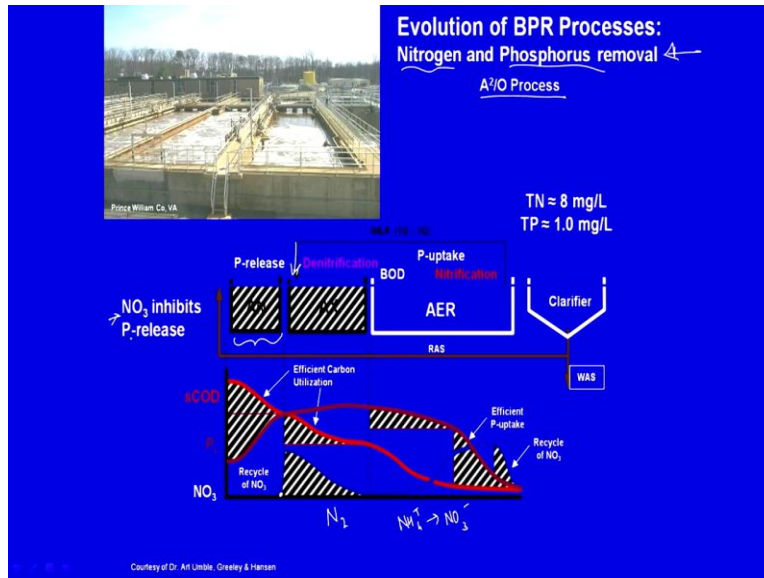 Evolution of BPR Processes:
Nitrogen and Phosphorus removal
A²/O Process
Prince William Co, VA
TN ≈ 8 mg/L
TP ≈ 1.0 mg/L
P-release
Denitrification
P-uptake
BOD
Nitrification
AER
Clarifier
NO3 inhibits
P-release
RAS
WAS
Efficient Carbon
Utilization
sCOD
Efficient
P-uptake
Recycle
of NO3
Recycle
of NO3
NO3
N2
NH4+ → NO3-
Courtesy of Dr. Art Umble, Greeley & Hansen